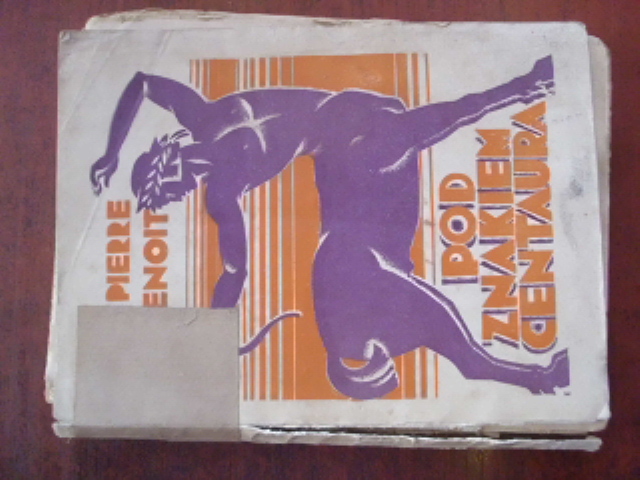 PIERRE
ENOIT
POD
ZNAKIEM
CENTAURA